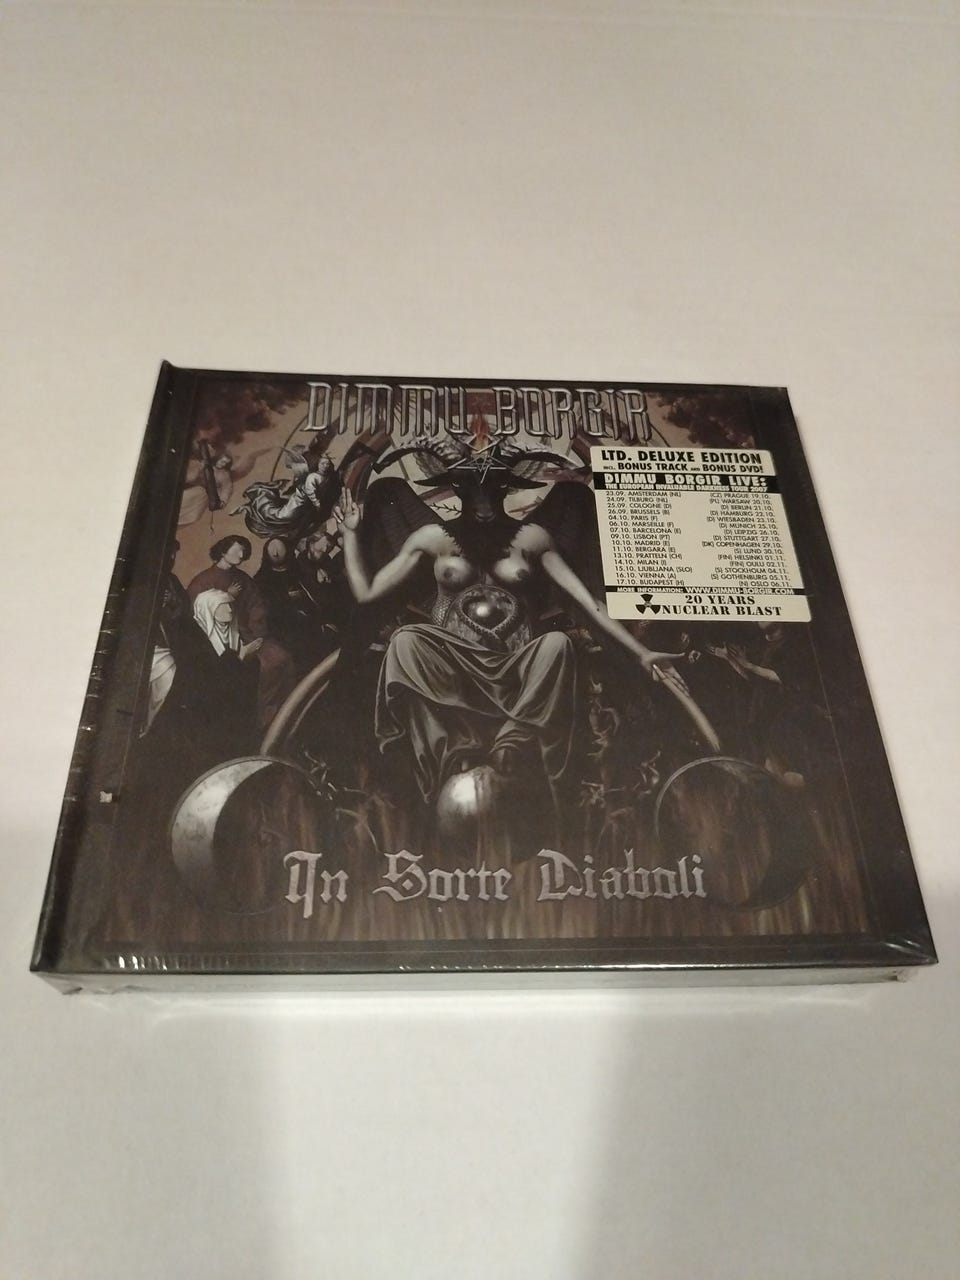 DIMMU BORGIR
LTD. DELUXE EDITION
INCL. BONUS TRACK AND BONUS DVD!
DIMMU BORGIR LIVE:
THE EUROPEAN INVALUABLE DARKNESS TOUR 2007
23.09. AMSTERDAM (NL)
24.09. TILBURG (NL)
25.09. COLOGNE (D)
26.09. BRUSSELS (B)
04.10. PARIS (F)
06.10. MARSEILLE (F)
07.10. BARCELONA (E)
09.10. LISBON (PT)
10.10. MADRID (E)
11.10. BERGARA (E)
13.10. PRATTELN (CH)
14.10. MILAN (I)
15.10. LJUBLJANA (SLO)
16.10. VIENNA (A)
17.10. BUDAPEST (H)
(CZ) PRAGUE 19.10.
(PL) WARSAW 20.10.
(D) BERLIN 21.10.
(D) HAMBURG 22.10.
(D) WIESBADEN 23.10.
(D) MUNICH 25.10.
(D) LEIPZIG 26.10.
(D) STUTTGART 27.10.
(DK) COPENHAGEN 29.10.
(S) LUND 30.10.
(FIN) HELSINKI 01.11.
(FIN) OULU 02.11.
(S) STOCKHOLM 04.11.
(S) GOTHENBURG 05.11.
(N) OSLO 06.11.
MORE INFORMATION: WWW.DIMMU-BORGIR.COM
20 YEARS
NUCLEAR BLAST
In Sorte Diaboli